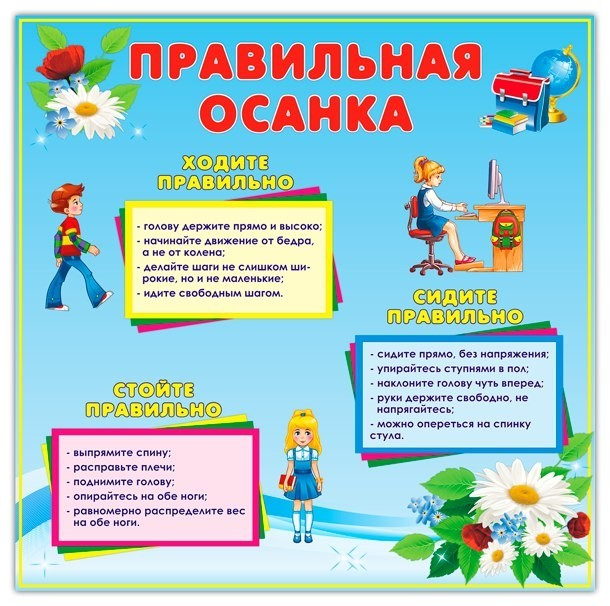 ПРАВИЛЬНАЯ
ОСАНКА
ХОДИТЕ
ПРАВИЛЬНО
- голову держите прямо и высоко;
- начинайте движение от бедра,
а не от колена;
- делайте шаги не слишком ши-
рокие, но и не маленькие;
- идите свободным шагом.
СИДИТЕ
ПРАВИЛЬНО
- сидите прямо, без напряжения;
- упирайтесь ступнями в пол;
- наклоните голову чуть вперед;
- руки держите свободно, не
напрягайтесь;
- можно опереться на спинку
стула.
СТОЙТЕ
ПРАВИЛЬНО
- выпрямите спину;
- расправьте плечи;
- поднимите голову;
- опирайтесь на обе ноги;
- равномерно распределите вес
на обе ноги.